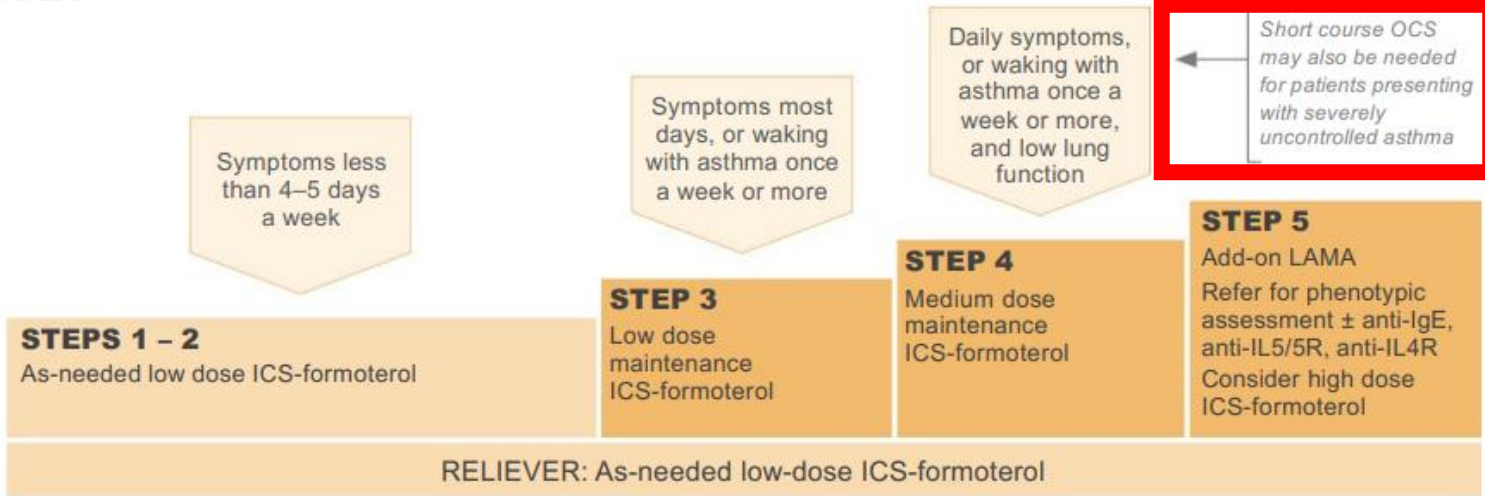 Symptoms less
than 4–5 days
a week
Symptoms most
days, or waking
with asthma once
a week or more
Daily symptoms,
or waking with
asthma once a
week or more,
and low lung
function
Short course OCS
may also be needed
for patients presenting
with severely
uncontrolled asthma
STEPS 1 – 2
As-needed low dose ICS-formoterol
STEP 3
Low dose
maintenance
ICS-formoterol
STEP 4
Medium dose
maintenance
ICS-formoterol
STEP 5
Add-on LAMA
Refer for phenotypic
assessment ± anti-IgE,
anti-IL5/5R, anti-IL4R
Consider high dose
ICS-formoterol
RELIEVER: As-needed low-dose ICS-formoterol